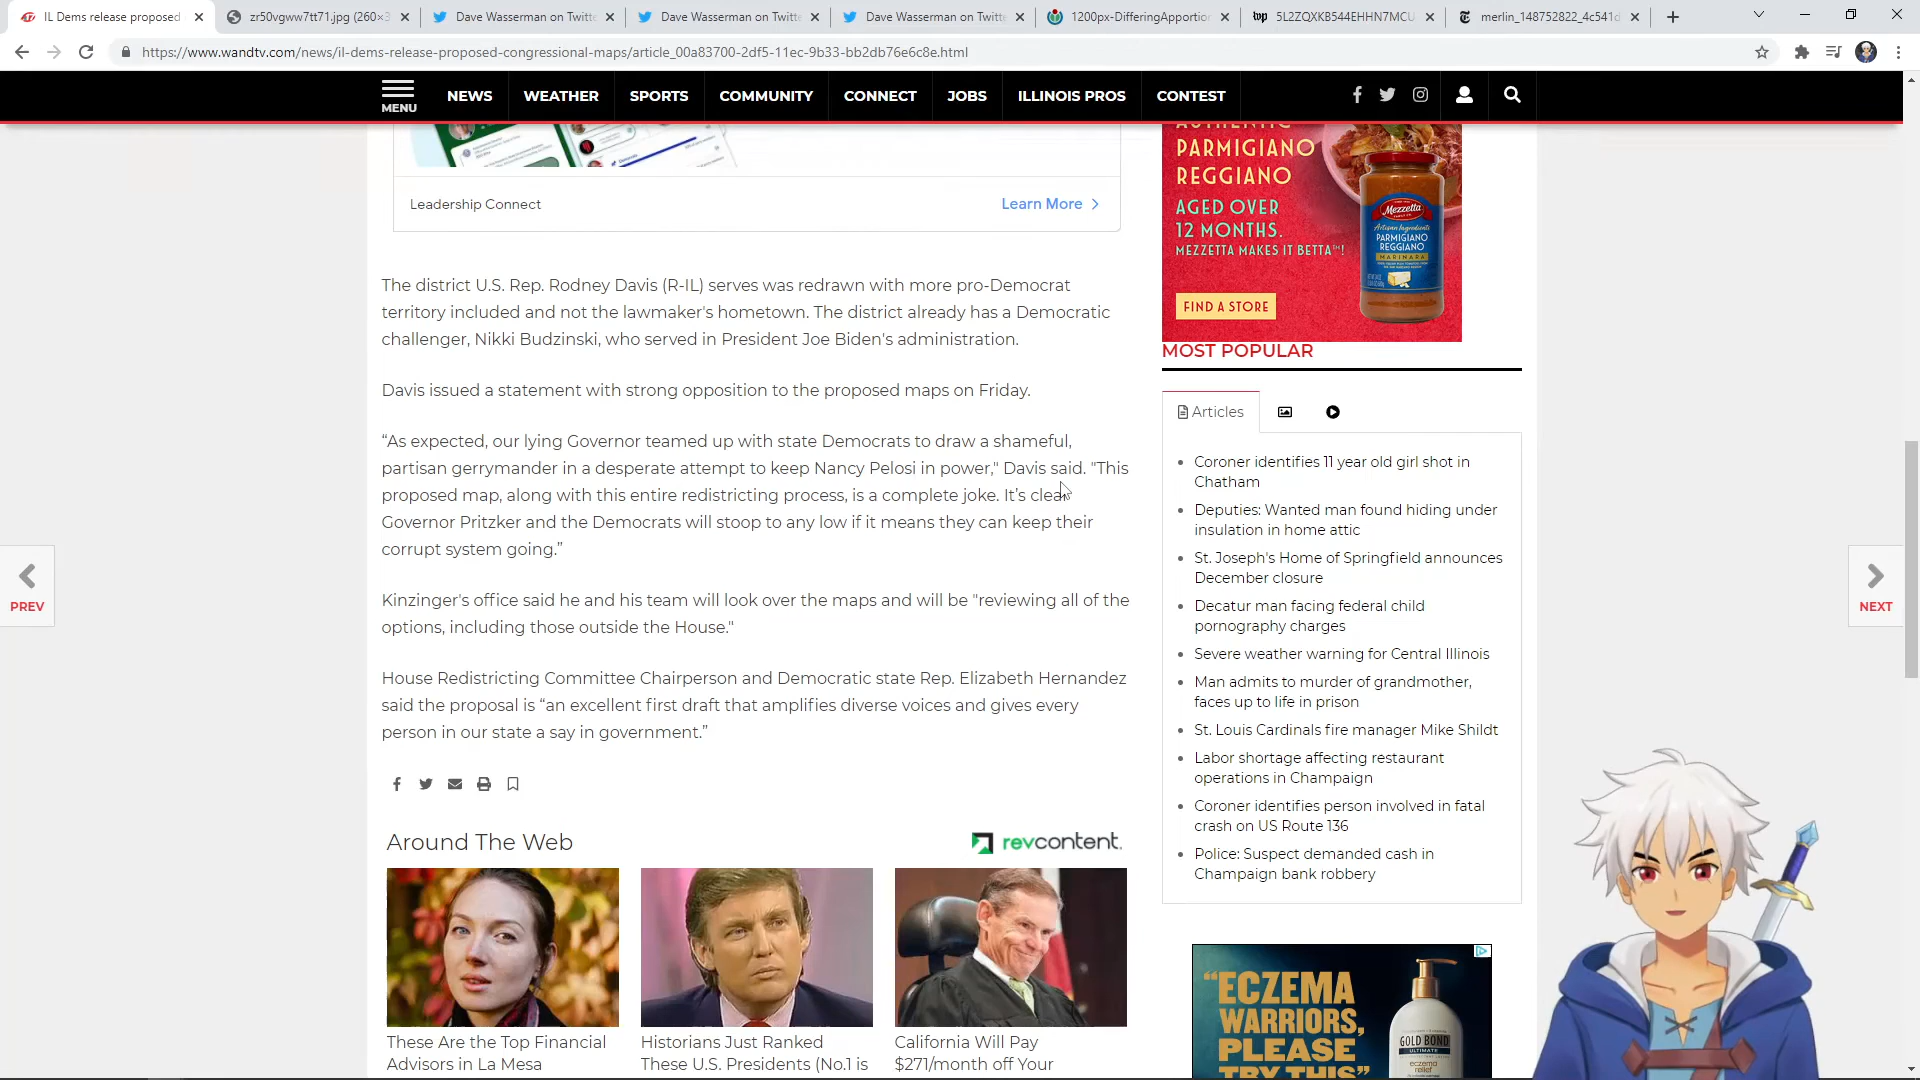 IL Dems release proposed
zr50vgww7tt71.jpg (260×3
Dave Wasserman on Twitte
Dave Wasserman on Twitte
Dave Wasserman on Twitte
1200px-DifferingApportior
wp 5L2ZQXKB544EHHN7MCU
merlin_148752822_4c541d
https://www.wandtv.com/news/il-dems-release-proposed-congressional-maps/article_00a83700-2df5-11ec-9b33-bb2db76e6c8e.html
MENU
NEWS
WEATHER
SPORTS
COMMUNITY
CONNECT
JOBS
ILLINOIS PROS
CONTEST
Leadership Connect
Learn More
The district U.S. Rep. Rodney Davis (R-IL) serves was redrawn with more pro-Democrat
territory included and not the lawmaker's hometown. The district already has a Democratic
challenger, Nikki Budzinski, who served in President Joe Biden's administration.
Davis issued a statement with strong opposition to the proposed maps on Friday.
“As expected, our lying Governor teamed up with state Democrats to draw a shameful,
partisan gerrymander in a desperate attempt to keep Nancy Pelosi in power," Davis said. "This
proposed map, along with this entire redistricting process, is a complete joke. It’s clear
Governor Pritzker and the Democrats will stoop to any low if it means they can keep their
corrupt system going.”
Kinzinger's office said he and his team will look over the maps and will be "reviewing all of the
options, including those outside the House."
House Redistricting Committee Chairperson and Democratic state Rep. Elizabeth Hernandez
said the proposal is “an excellent first draft that amplifies diverse voices and gives every
person in our state a say in government.”
Around The Web
revcontent.
These Are the Top Financial
Advisors in La Mesa
Historians Just Ranked
These U.S. Presidents (No.1 is
California Will Pay
$271/month off Your
PREV
NEXT
AUTHENTIC
PARMIGIANO
REGGIANO
AGED OVER
12 MONTHS.
MEZZETTA MAKES IT BETTA™!
FIND A STORE
Mezzetta
Artisan Ingredients
PARMIGIANO
REGGIANO
MARINARA
MOST POPULAR
Articles
Coroner identifies 11 year old girl shot in
Chatham
Deputies: Wanted man found hiding under
insulation in home attic
St. Joseph's Home of Springfield announces
December closure
Decatur man facing federal child
pornography charges
Severe weather warning for Central Illinois
Man admits to murder of grandmother,
faces up to life in prison
St. Louis Cardinals fire manager Mike Shildt
Labor shortage affecting restaurant
operations in Champaign
Coroner identifies person involved in fatal
crash on US Route 136
Police: Suspect demanded cash in
Champaign bank robbery
“ECZEMA
WARRIORS,
PLEASE
TRY THIS”
GOLD BOND
ULTIMATE
eczema
relief